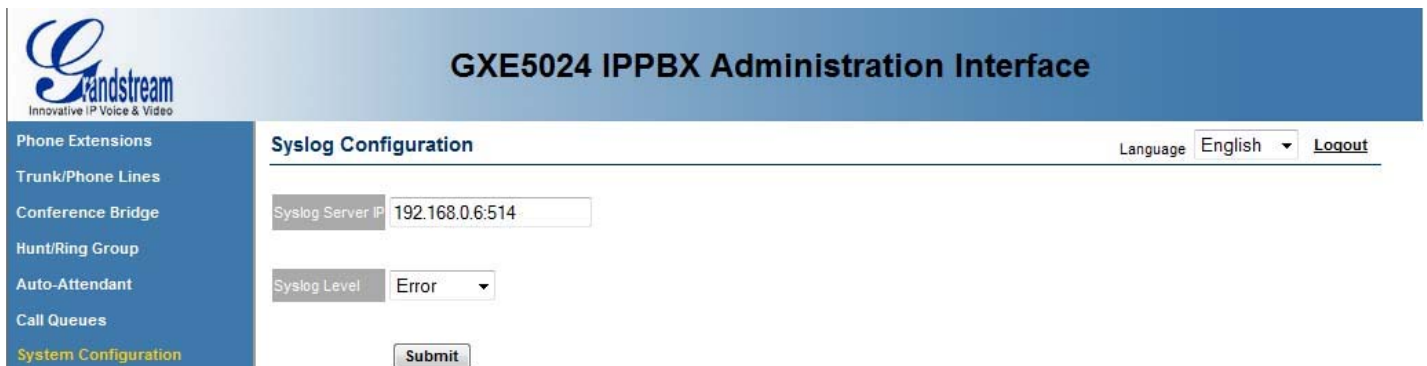 Grandstream
Innovative IP Voice & Video
GXE5024 IPPBX Administration Interface
Phone Extensions
Trunk/Phone Lines
Conference Bridge
Hunt/Ring Group
Auto-Attendant
Call Queues
System Configuration
Syslog Configuration
Language English Logout
Syslog Server IP 192.168.0.6:514
Syslog Level Error
Submit